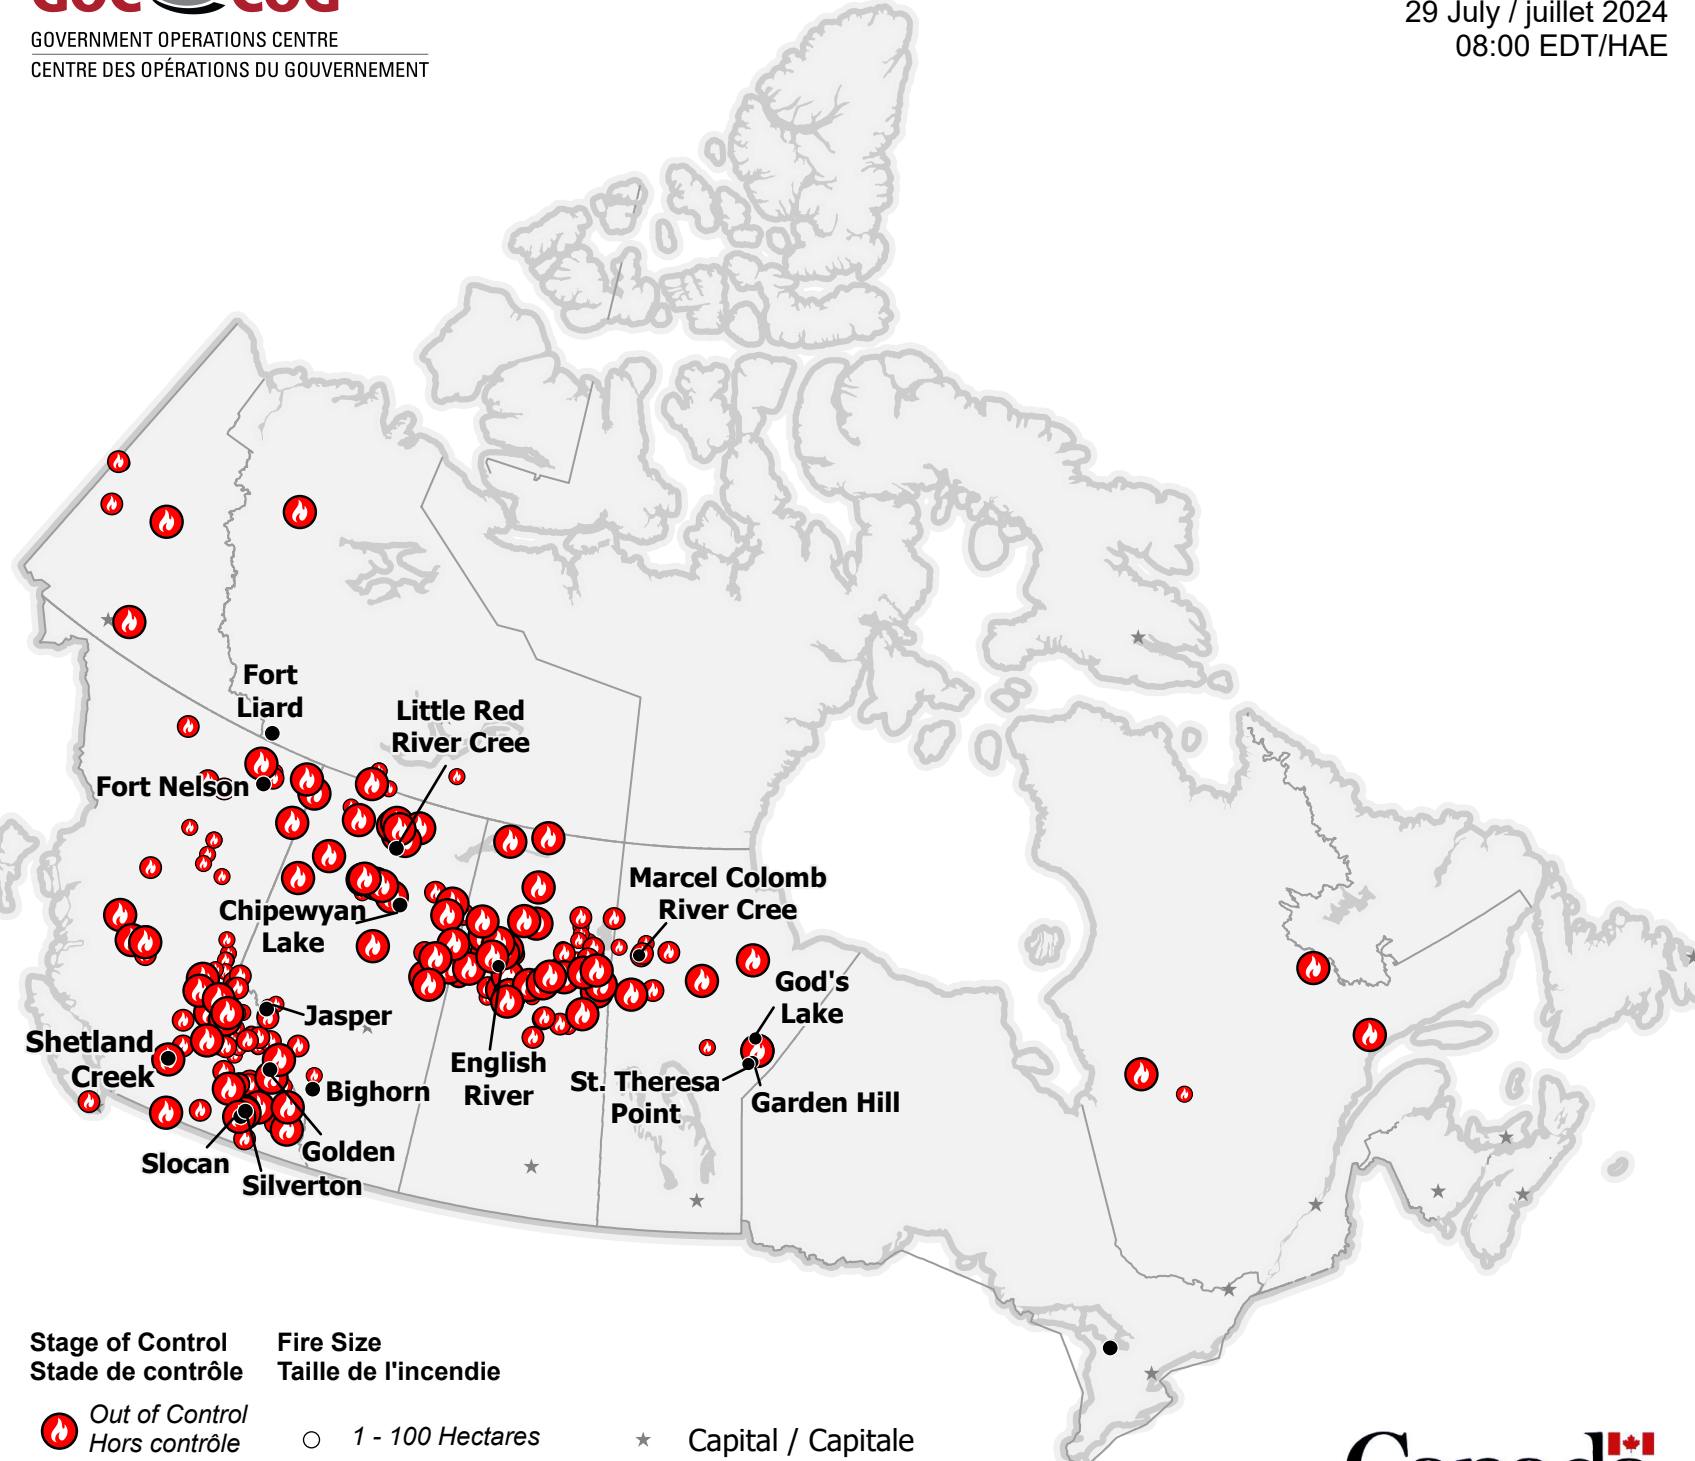 GOVERNMENT OPERATIONS CENTRE
CENTRE DES OPÉRATIONS DU GOUVERNEMENT
29 July / juillet 2024
08:00 EDT/HAE
Fort
Liard
Little Red
River Cree
Fort Nelson
Marcel Colomb
River Cree
Chipewyan
Lake
God's
Lake
Jasper
Shetland
Creek
English
River
St. Theresa
Point
Bighorn
Garden Hill
Golden
Slocan
Silverton
Stage of Control
Stade de contrôle
Fire Size
Taille de l'incendie
Out of Control
Hors contrôle
1 - 100 Hectares
Capital / Capitale